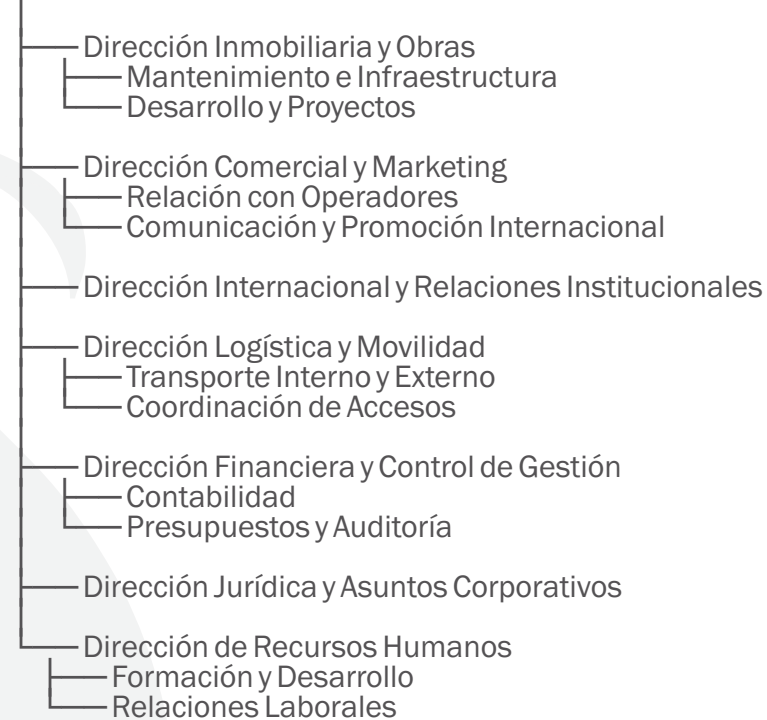 Dirección Inmobiliaria y Obras
Mantenimiento e Infraestructura
Desarrollo y Proyectos
Dirección Comercial y Marketing
Relación con Operadores
Comunicación y Promoción Internacional
Dirección Internacional y Relaciones Institucionales
Dirección Logística y Movilidad
Transporte Interno y Externo
Coordinación de Accesos
Dirección Financiera y Control de Gestión
Contabilidad
Presupuestos y Auditoría
Dirección Jurídica y Asuntos Corporativos
Dirección de Recursos Humanos
Formación y Desarrollo
Relaciones Laborales